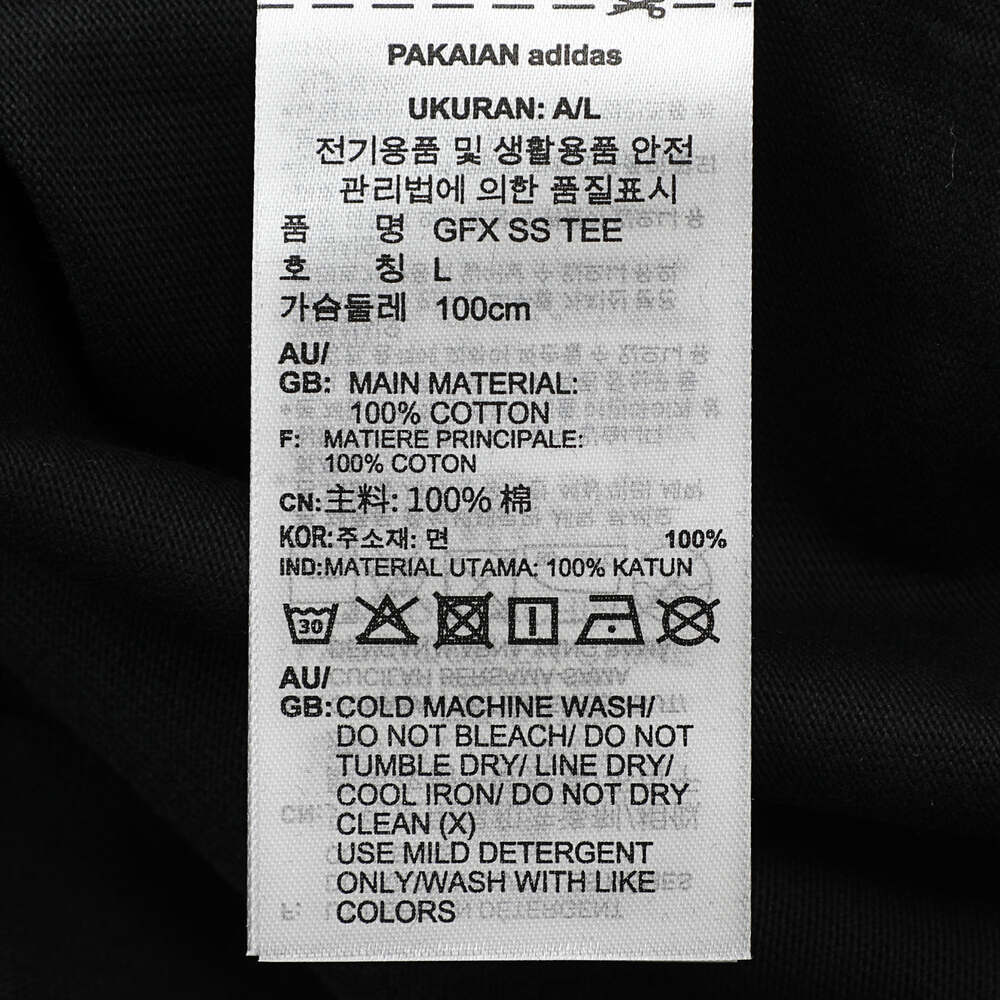 PAKAIAN adidas
UKURAN: A/L
전기용품 및 생활용품 안전
관리법에 의한 품질표시
품 명 GFX SS TEE
호 칭 L
가슴둘레 100cm
AU/
GB: MAIN MATERIAL:
100% COTTON
F: MATIERE PRINCIPALE:
100% COTON
CN: 主料: 100% 棉
KOR: 주소재: 면 100%
IND: MATERIAL UTAMA: 100% KATUN
30
AU/
GB: COLD MACHINE WASH/
DO NOT BLEACH/ DO NOT
TUMBLE DRY/ LINE DRY/
COOL IRON/ DO NOT DRY
CLEAN (X)
USE MILD DETERGENT
ONLY/WASH WITH LIKE
COLORS